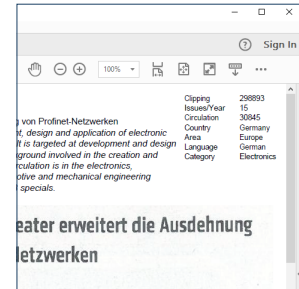 Sign In
100%
Clipping 298893
Issues/Year 15
Circulation 30845
Country Germany
Area Europe
Language German
Category Electronics
von Profinet-Netzwerken
t, design and application of electronic
It is targeted at development and design
ground involved in the creation and
rculation is in the electronics,
otive and mechanical engineering
specials.
eater erweitert die Ausdehnung
etzwerken